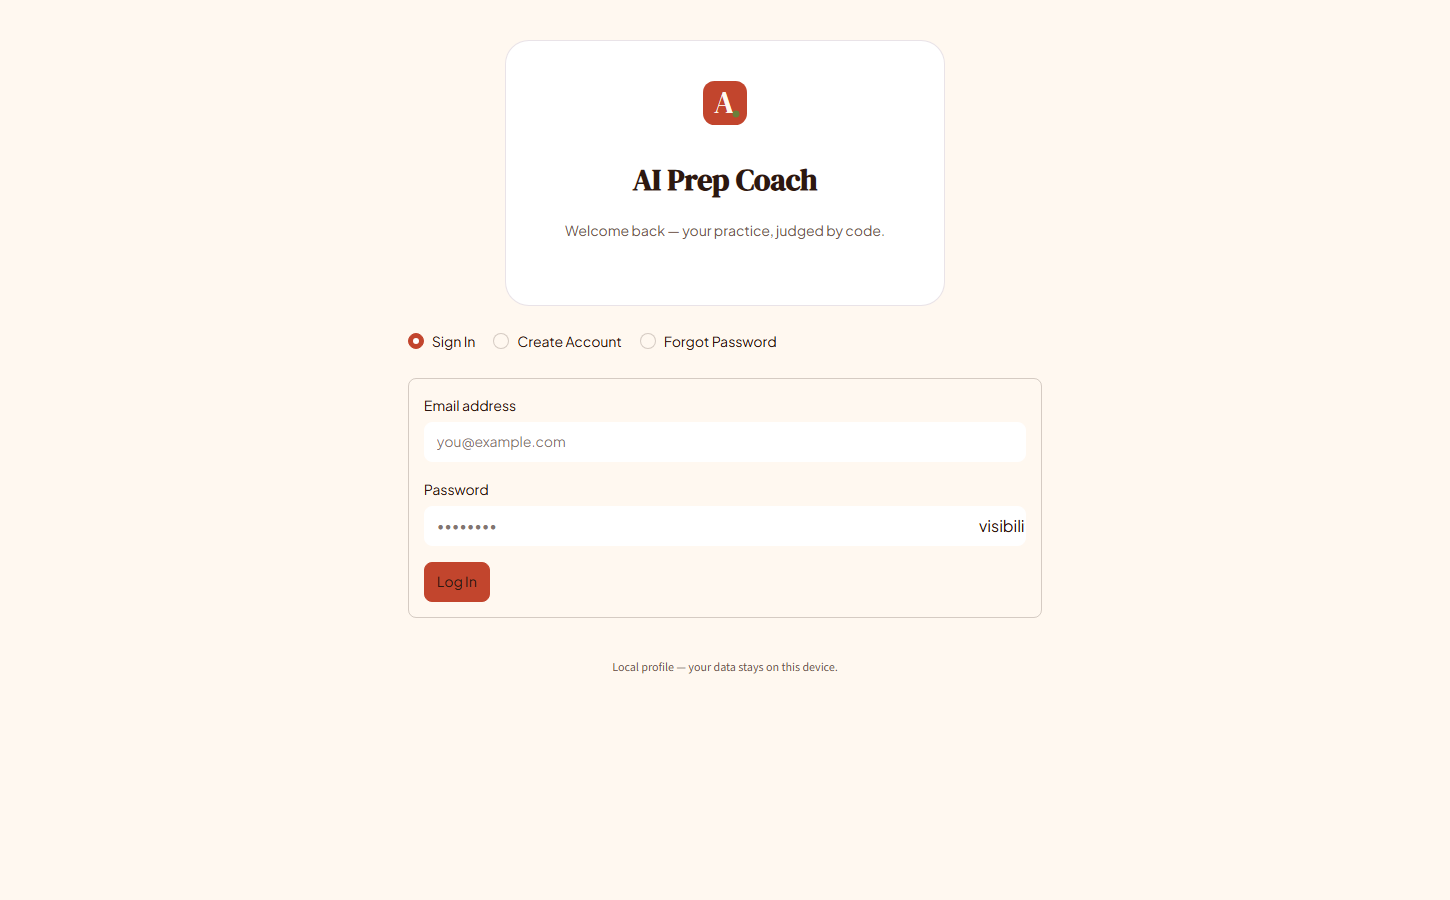 A
AI Prep Coach
Welcome back — your practice, judged by code.
Sign In
Create Account
Forgot Password
Email address
you@example.com
Password
••••••••
visibili
Log In
Local profile — your data stays on this device.